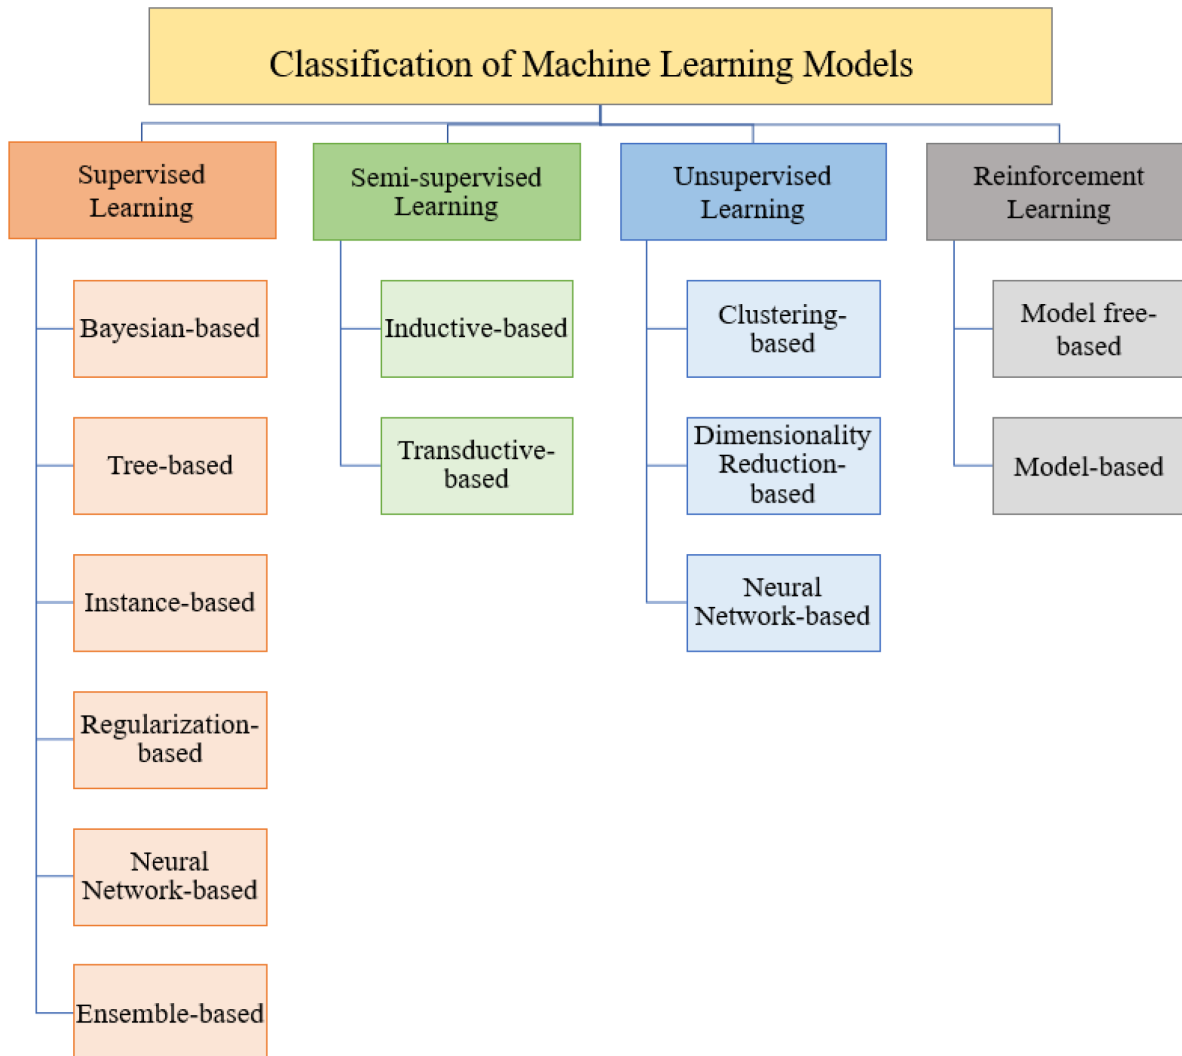 Classification of Machine Learning Models
Supervised
Learning
Bayesian-based
Tree-based
Instance-based
Regularization-
based
Neural
Network-based
Ensemble-based
Semi-supervised
Learning
Inductive-based
Transductive-
based
Unsupervised
Learning
Clustering-
based
Dimensionality
Reduction-
based
Neural
Network-based
Reinforcement
Learning
Model free-
based
Model-based